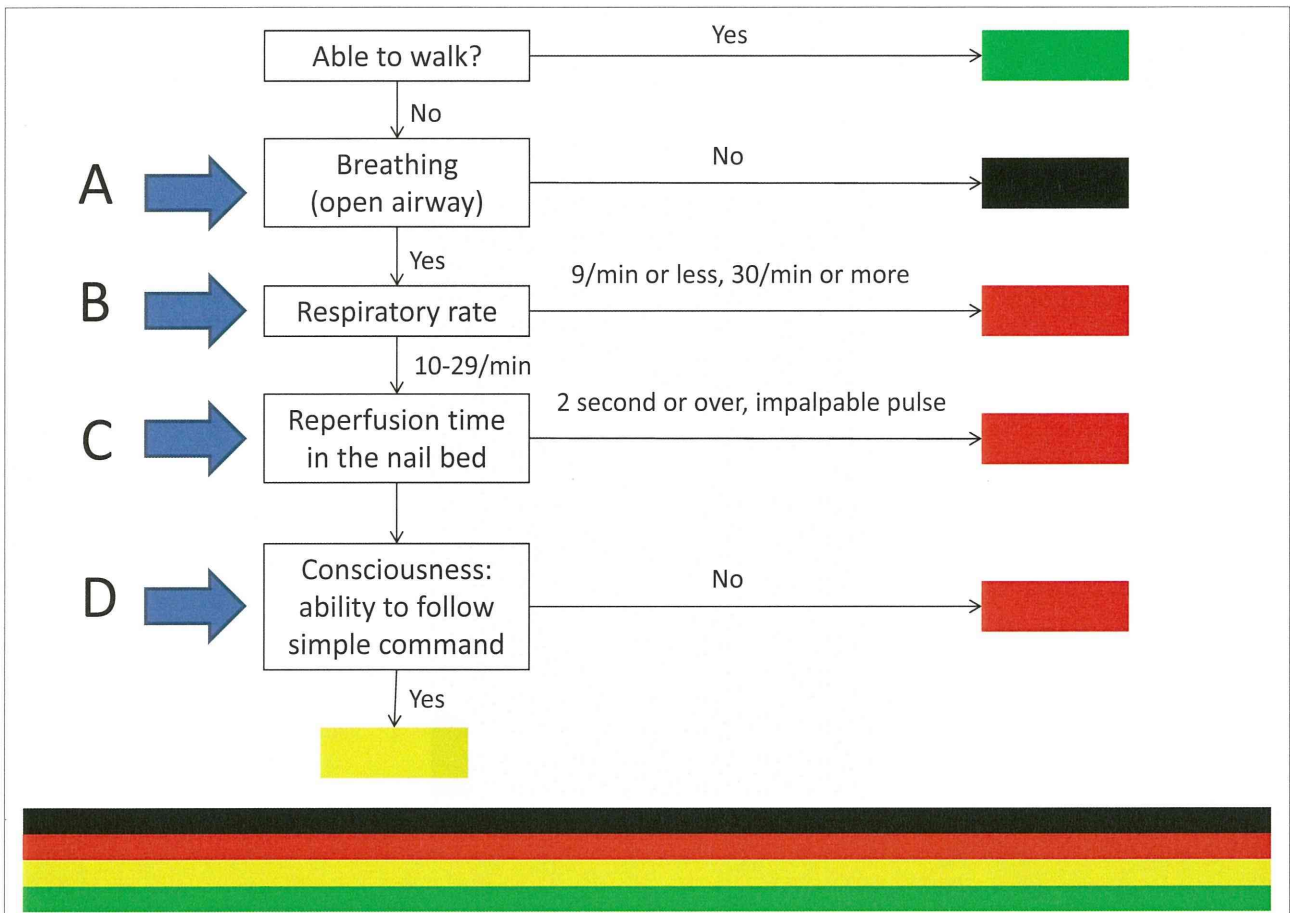 Able to walk?
Yes
No
A
Breathing
(open airway)
No
Yes
B
Respiratory rate
9/min or less, 30/min or more
10-29/min
C
Reperfusion time
in the nail bed
2 second or over, impalpable pulse
D
Consciousness:
ability to follow
simple command
No
Yes